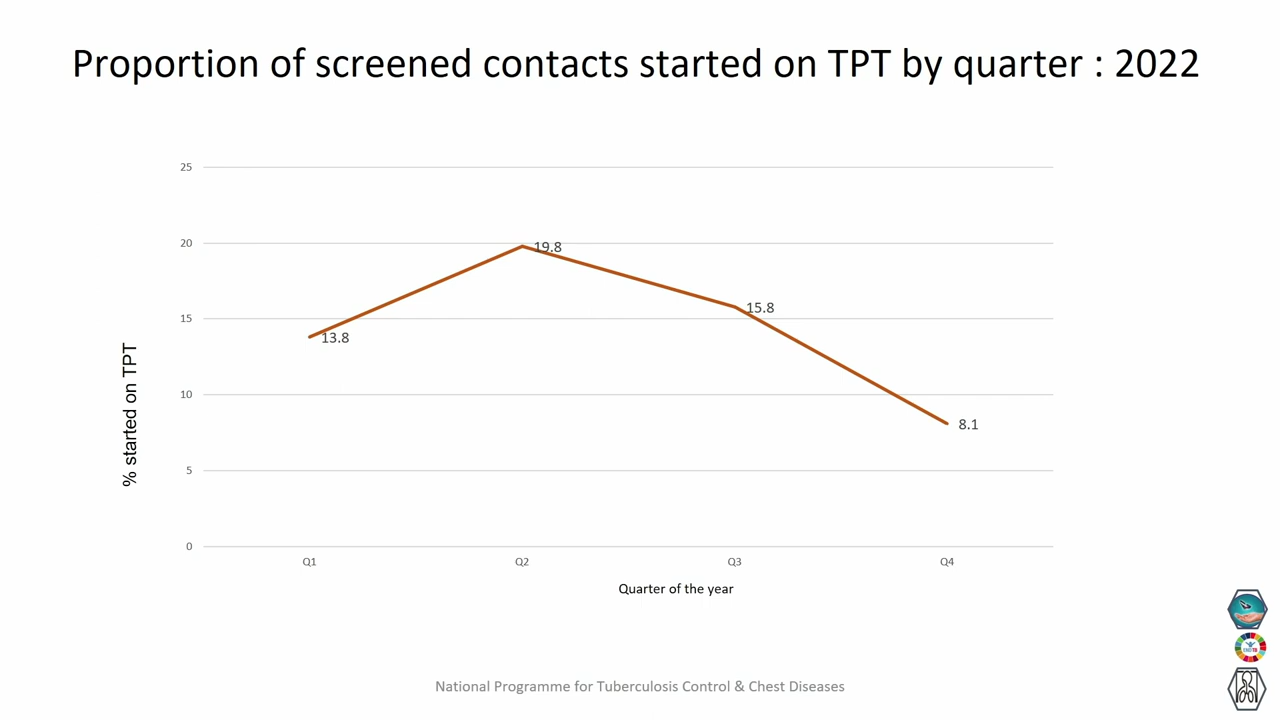 Proportion of screened contacts started on TPT by quarter : 2022
25
20
15
10
5
0
% started on TPT
13.8
19.8
15.8
8.1
Q1 Q2 Q3 Q4
Quarter of the year
National Programme for Tuberculosis Control & Chest Diseases